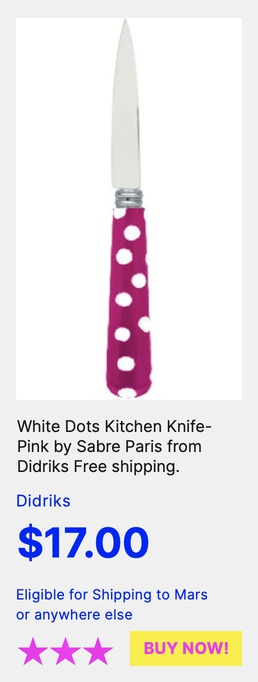 White Dots Kitchen Knife-
Pink by Sabre Paris from
Didriks Free shipping.
Didriks
$17.00
Eligible for Shipping to Mars
or anywhere else
BUY NOW!